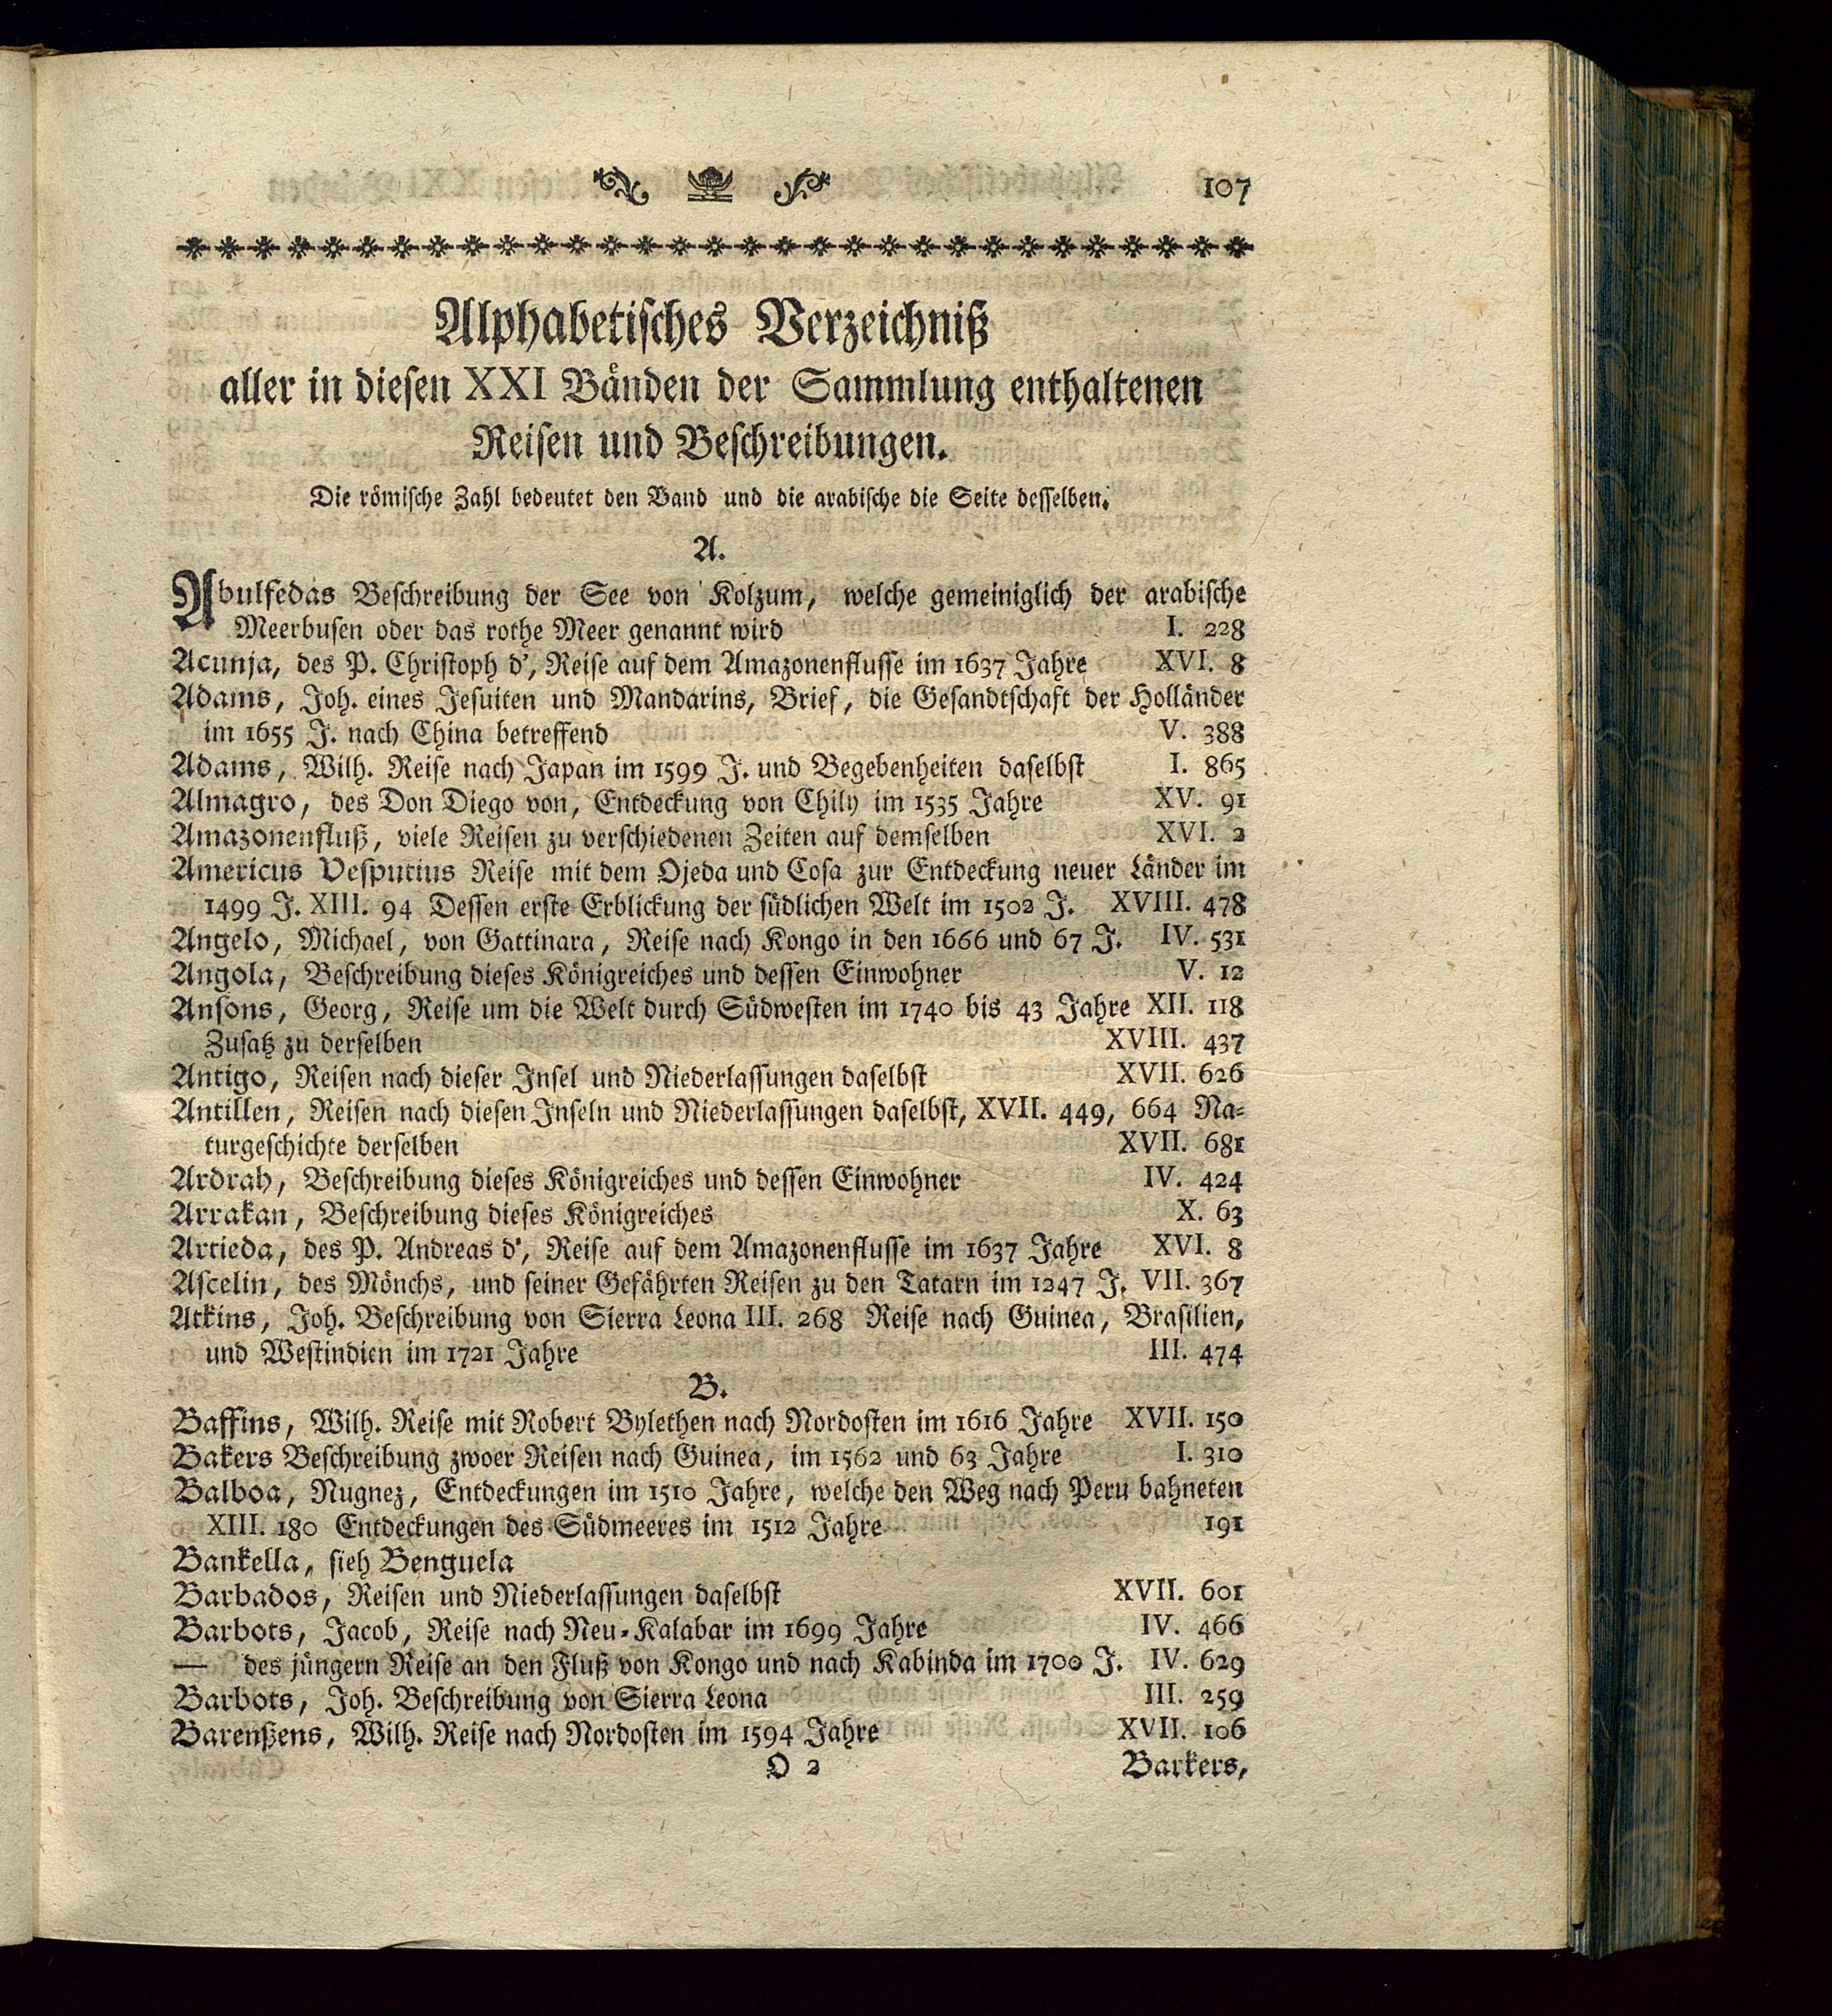 107
Alphabetisches Verzeichniß
aller in diesen XXI Bänden der Sammlung enthaltenen
Reisen und Beschreibungen.
Die römische Zahl bedeutet den Band und die arabische die Seite desselben.
A.
Abulfedas Beschreibung der See von Kolzum, welche gemeiniglich der arabische
Meerbusen oder das rothe Meer genannt wird I. 228
Acunja, des P. Christoph d', Reise auf dem Amazonenflusse im 1637 Jahre XVI. 8
Adams, Joh. eines Jesuiten und Mandarins, Brief, die Gesandtschaft der Holländer
im 1655 J. nach China betreffend V. 388
Adams, Wilh. Reise nach Japan im 1599 J. und Begebenheiten daselbst I. 865
Almagro, des Don Diego von, Entdeckung von Chily im 1535 Jahre XV. 91
Amazonenfluß, viele Reisen zu verschiedenen Zeiten auf demselben XVI. 2
Americus Vesputius Reise mit dem Ojeda und Cosa zur Entdeckung neuer Länder im
1499 J. XIII. 94 Dessen erste Erblickung der südlichen Welt im 1502 J. XVIII. 478
Angelo, Michael, von Gattinara, Reise nach Kongo in den 1666 und 67 J. IV. 531
Angola, Beschreibung dieses Königreiches und dessen Einwohner V. 12
Ansons, Georg, Reise um die Welt durch Südwesten im 1740 bis 43 Jahre XII. 118
Zusatz zu derselben XVIII. 437
Antigo, Reisen nach dieser Insel und Niederlassungen daselbst XVII. 626
Antillen, Reisen nach diesen Inseln und Niederlassungen daselbst, XVII. 449, 664 Na-
turgeschichte derselben XVII. 681
Ardrah, Beschreibung dieses Königreiches und dessen Einwohner IV. 424
Arrakan, Beschreibung dieses Königreiches X. 63
Artieda, des P. Andreas d', Reise auf dem Amazonenflusse im 1637 Jahre XVI. 8
Ascelin, des Mönchs, und seiner Gefährten Reisen zu den Tatarn im 1247 J. VII. 367
Atkins, Joh. Beschreibung von Sierra Leona III. 268 Reise nach Guinea, Brasilien,
und Westindien im 1721 Jahre III. 474
B.
Baffins, Wilh. Reise mit Robert Bylethen nach Nordosten im 1616 Jahre XVII. 150
Bakers Beschreibung zwoer Reisen nach Guinea, im 1562 und 63 Jahre I. 310
Balboa, Nugnez, Entdeckungen im 1510 Jahre, welche den Weg nach Peru bahneten
XIII. 180 Entdeckungen des Südmeeres im 1512 Jahre 191
Bankella, sieh Benguela
Barbados, Reisen und Niederlassungen daselbst XVII. 601
Barbots, Jacob, Reise nach Neu-Kalabar im 1699 Jahre IV. 466
— des jüngern Reise an den Fluß von Kongo und nach Kabinda im 1700 J. IV. 629
Barbots, Joh. Beschreibung von Sierra Leona III. 259
Barenßens, Wilh. Reise nach Nordosten im 1594 Jahre XVII. 106
O 2 Barkers,